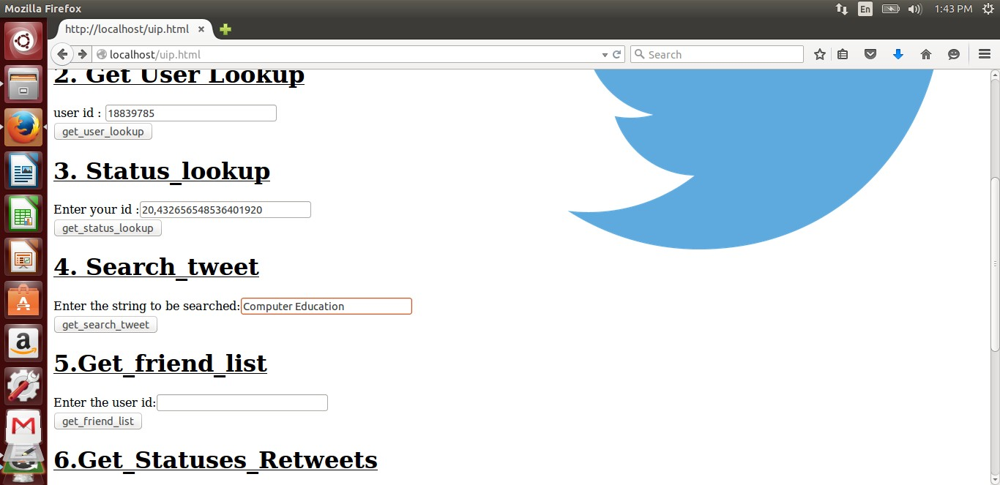 Mozilla Firefox
En
1:43 PM
http://localhost/uip.html
localhost/uip.html
Search
2. Get User Lookup
user id : 18839785
get_user_lookup
3. Status_lookup
Enter your id : 20,432656548536401920
get_status_lookup
4. Search_tweet
Enter the string to be searched: Computer Education
get_search_tweet
5.Get_friend_list
Enter the user id:
get_friend_list
6.Get_Statuses_Retweets